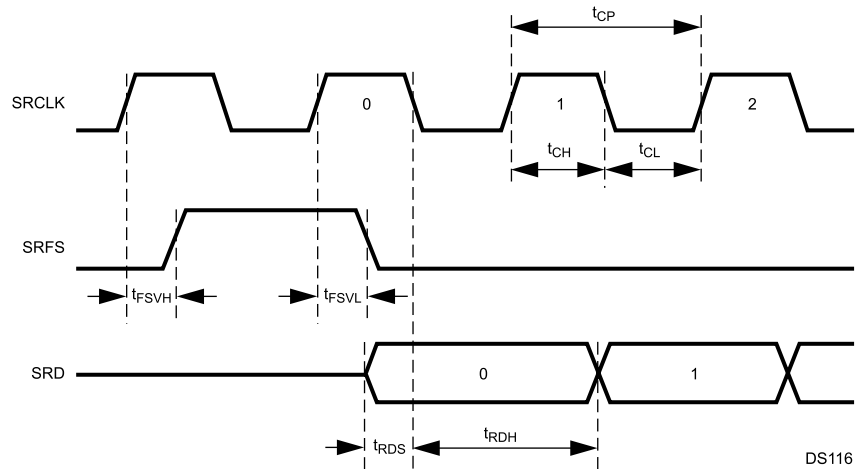 tCP
SRCLK
0
1
2
tCH
tCL
SRFS
tFSVH
tFSVL
SRD
0
1
tRDS
tRDH
DS116